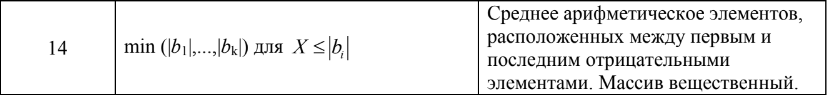 14
min (|b1|,...,|bk|) для X ≤ |bi|
Среднее арифметическое элементов,
расположенных между первым и
последним отрицательными
элементами. Массив вещественный.